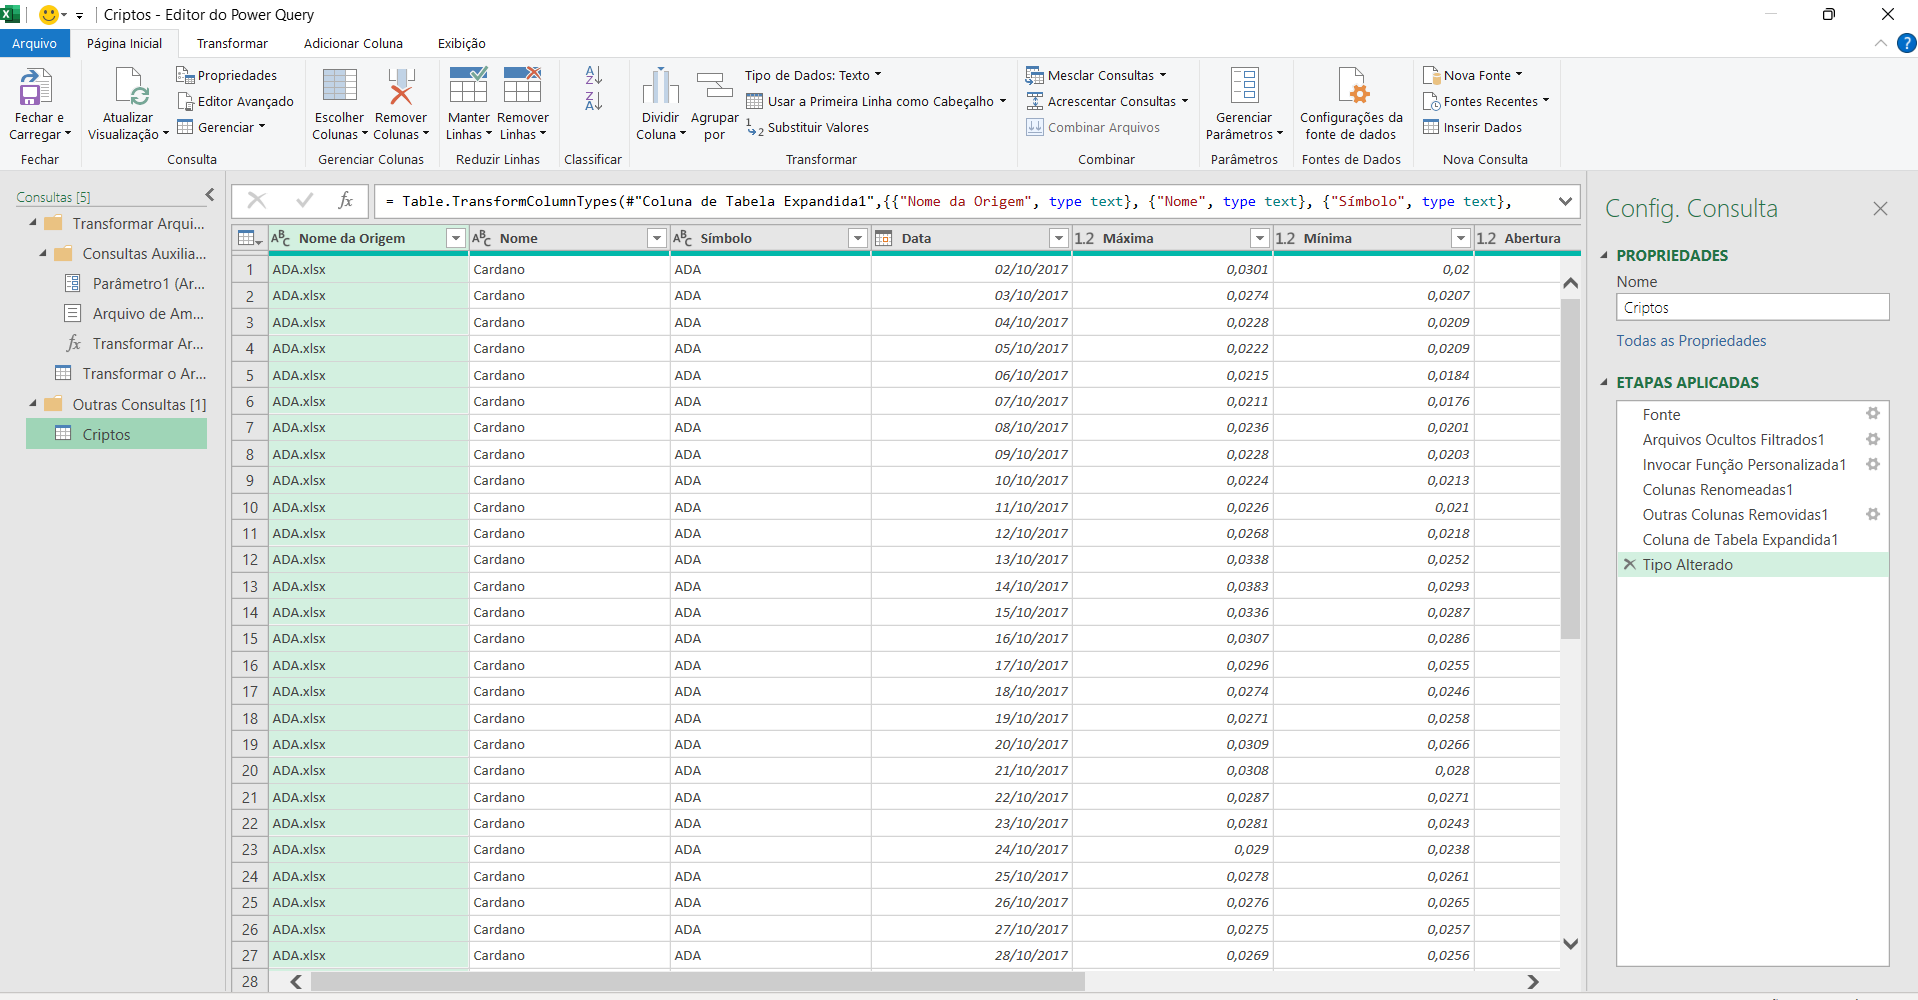 Criptos - Editor do Power Query
Arquivo
Página Inicial
Transformar
Adicionar Coluna
Exibição
?
Fechar e
Carregar
Fechar
Atualizar
Visualização
Propriedades
Editor Avançado
Gerenciar
Consulta
Escolher
Colunas
Remover
Colunas
Gerenciar Colunas
Manter
Linhas
Remover
Linhas
Reduzir Linhas
Classificar
Dividir
Coluna
Agrupar
por
Tipo de Dados: Texto
Usar a Primeira Linha como Cabeçalho
Substituir Valores
Transformar
Mesclar Consultas
Acrescentar Consultas
Combinar Arquivos
Combinar
Gerenciar
Parâmetros
Parâmetros
Configurações da
fonte de dados
Fontes de Dados
Nova Fonte
Fontes Recentes
Inserir Dados
Nova Consulta
Consultas [5]
Transformar Arqui...
Consultas Auxilia...
Parâmetro1 (Ar...
Arquivo de Am...
fx Transformar Ar...
Transformar o Ar...
Outras Consultas [1]
Criptos
fx
= Table.TransformColumnTypes(#"Coluna de Tabela Expandida1",{{"Nome da Origem", type text}, {"Nome", type text}, {"Símbolo", type text},
ABC Nome da Origem ABC Nome ABC Símbolo Data 1.2 Máxima 1.2 Mínima 1.2 Abertura
1 ADA.xlsx Cardano ADA 02/10/2017 0,0301 0,02
2 ADA.xlsx Cardano ADA 03/10/2017 0,0274 0,0207
3 ADA.xlsx Cardano ADA 04/10/2017 0,0228 0,0209
4 ADA.xlsx Cardano ADA 05/10/2017 0,0222 0,0209
5 ADA.xlsx Cardano ADA 06/10/2017 0,0215 0,0184
6 ADA.xlsx Cardano ADA 07/10/2017 0,0211 0,0176
7 ADA.xlsx Cardano ADA 08/10/2017 0,0236 0,0201
8 ADA.xlsx Cardano ADA 09/10/2017 0,0228 0,0203
9 ADA.xlsx Cardano ADA 10/10/2017 0,0224 0,0213
10 ADA.xlsx Cardano ADA 11/10/2017 0,0226 0,021
11 ADA.xlsx Cardano ADA 12/10/2017 0,0268 0,0218
12 ADA.xlsx Cardano ADA 13/10/2017 0,0338 0,0252
13 ADA.xlsx Cardano ADA 14/10/2017 0,0383 0,0293
14 ADA.xlsx Cardano ADA 15/10/2017 0,0336 0,0287
15 ADA.xlsx Cardano ADA 16/10/2017 0,0307 0,0286
16 ADA.xlsx Cardano ADA 17/10/2017 0,0296 0,0255
17 ADA.xlsx Cardano ADA 18/10/2017 0,0274 0,0246
18 ADA.xlsx Cardano ADA 19/10/2017 0,0271 0,0258
19 ADA.xlsx Cardano ADA 20/10/2017 0,0309 0,0266
20 ADA.xlsx Cardano ADA 21/10/2017 0,0308 0,028
21 ADA.xlsx Cardano ADA 22/10/2017 0,0287 0,0271
22 ADA.xlsx Cardano ADA 23/10/2017 0,0281 0,0243
23 ADA.xlsx Cardano ADA 24/10/2017 0,029 0,0238
24 ADA.xlsx Cardano ADA 25/10/2017 0,0278 0,0261
25 ADA.xlsx Cardano ADA 26/10/2017 0,0276 0,0265
26 ADA.xlsx Cardano ADA 27/10/2017 0,0275 0,0257
27 ADA.xlsx Cardano ADA 28/10/2017 0,0269 0,0256
28
Config. Consulta
PROPRIEDADES
Nome
Criptos
Todas as Propriedades
ETAPAS APLICADAS
Fonte
Arquivos Ocultos Filtrados1
Invocar Função Personalizada1
Colunas Renomeadas1
Outras Colunas Removidas1
Coluna de Tabela Expandida1
Tipo Alterado